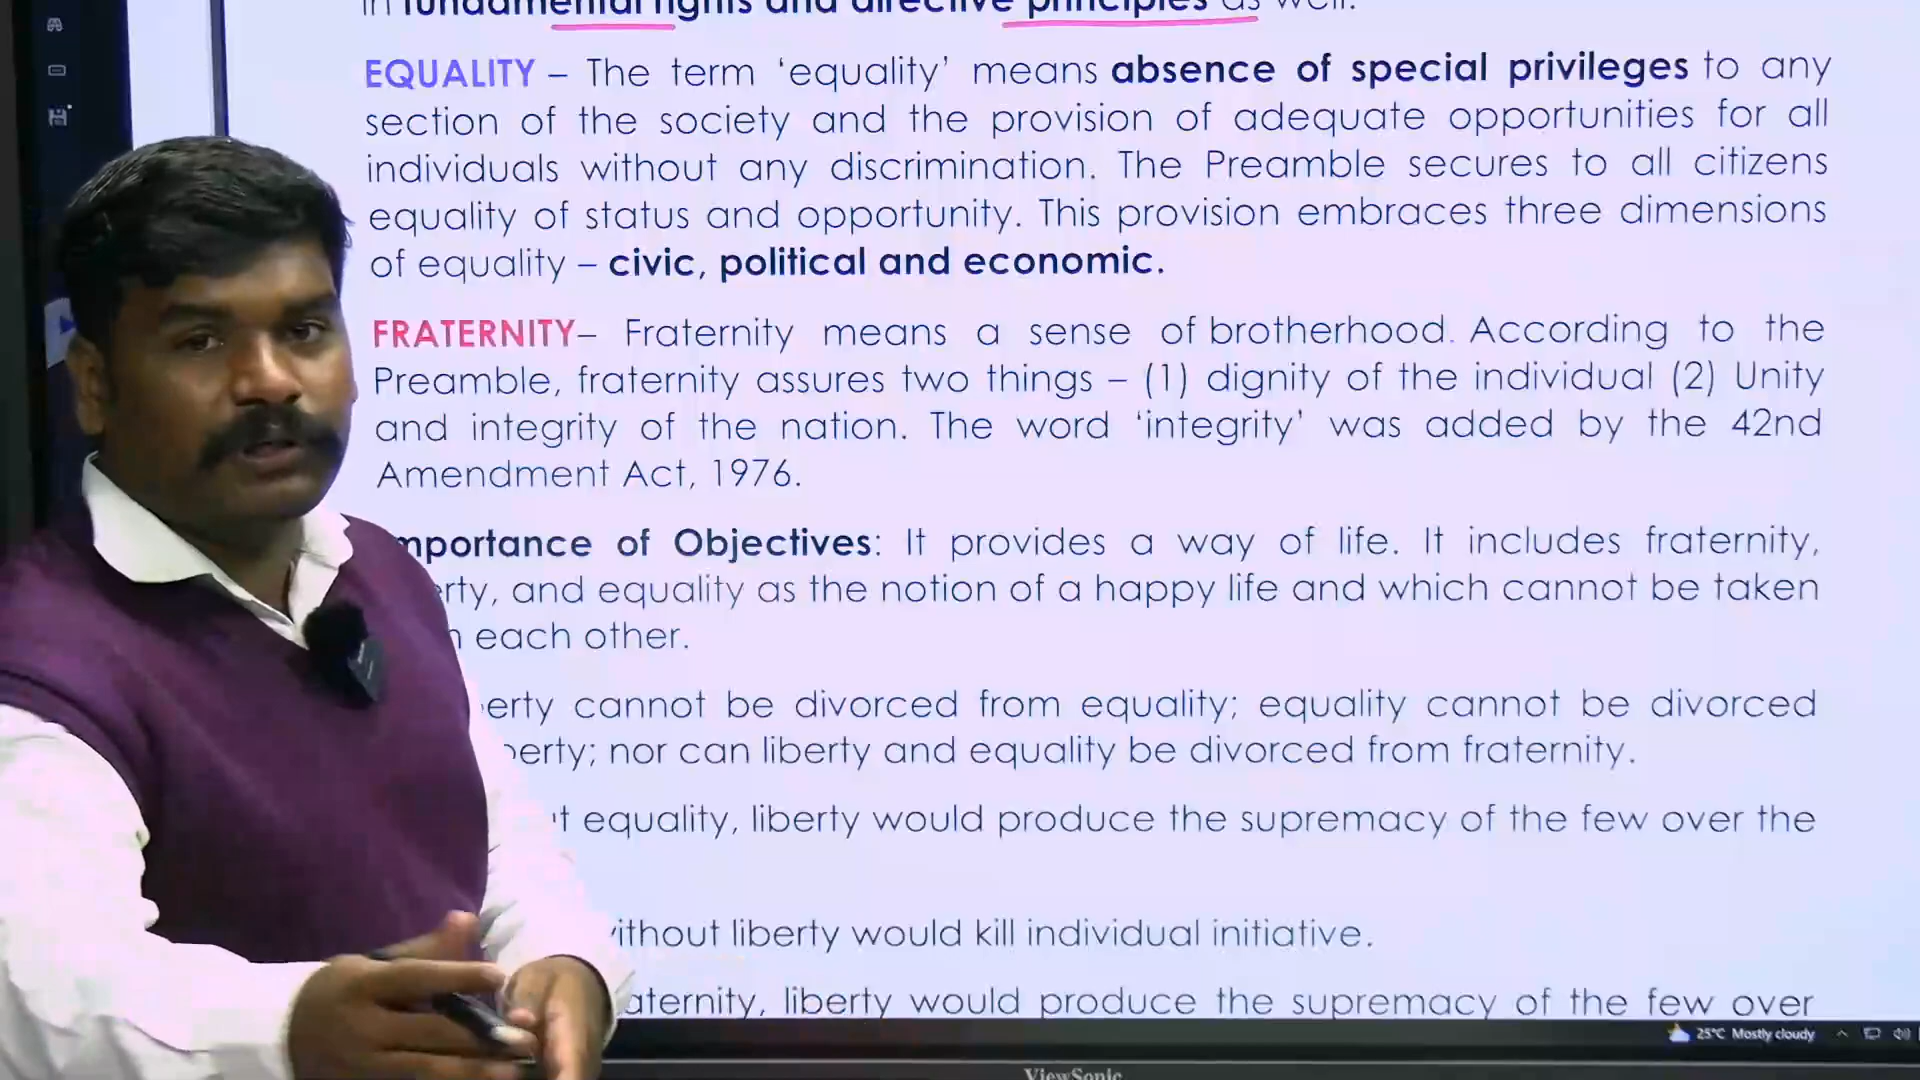 in fundamental rights and directive principles as well.
EQUALITY – The term ‘equality’ means absence of special privileges to any
section of the society and the provision of adequate opportunities for all
individuals without any discrimination. The Preamble secures to all citizens
equality of status and opportunity. This provision embraces three dimensions
of equality – civic, political and economic.
FRATERNITY– Fraternity means a sense of brotherhood. According to the
Preamble, fraternity assures two things – (1) dignity of the individual (2) Unity
and integrity of the nation. The word ‘integrity’ was added by the 42nd
Amendment Act, 1976.
mportance of Objectives: It provides a way of life. It includes fraternity,
erty, and equality as the notion of a happy life and which cannot be taken
each other.
erty cannot be divorced from equality; equality cannot be divorced
erty; nor can liberty and equality be divorced from fraternity.
t equality, liberty would produce the supremacy of the few over the
ithout liberty would kill individual initiative.
aternity, liberty would produce the supremacy of the few over
25°C Mostly cloudy
ViewSonic